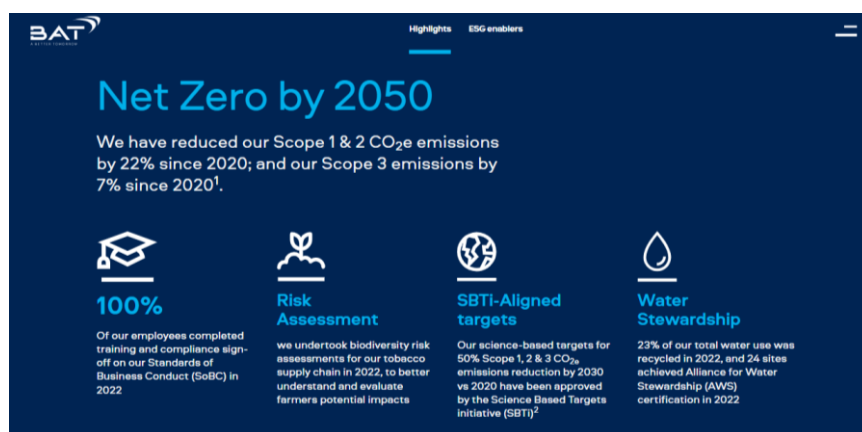 BAT
A BETTER TOMORROW
Highlights ESG enablers
Net Zero by 2050
We have reduced our Scope 1 & 2 CO₂e emissions
by 22% since 2020; and our Scope 3 emissions by
7% since 2020¹.
100%
Of our employees completed
training and compliance sign-
off on our Standards of
Business Conduct (SoBC) in
2022
Risk
Assessment
we undertook biodiversity risk
assessments for our tobacco
supply chain in 2022, to better
understand and evaluate
farmers potential impacts
SBTi-Aligned
targets
Our science-based targets for
50% Scope 1, 2 & 3 CO₂ₑ
emissions reduction by 2030
vs 2020 have been approved
by the Science Based Targets
initiative (SBTi)²
Water
Stewardship
23% of our total water use was
recycled in 2022, and 24 sites
achieved Alliance for Water
Stewardship (AWS)
certification in 2022